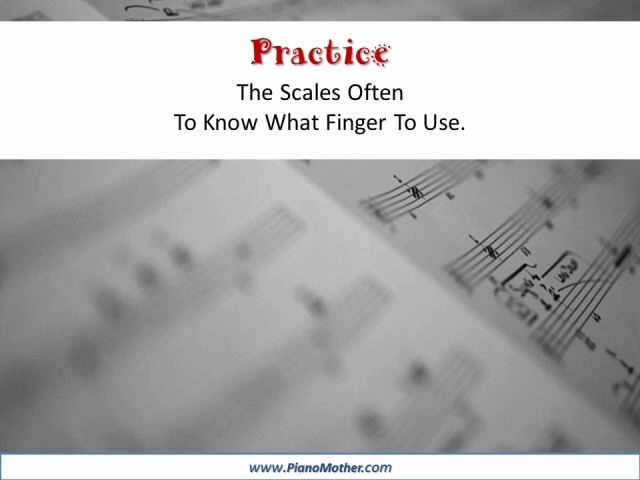 Practice
The Scales Often
To Know What Finger To Use.
www.PianoMother.com